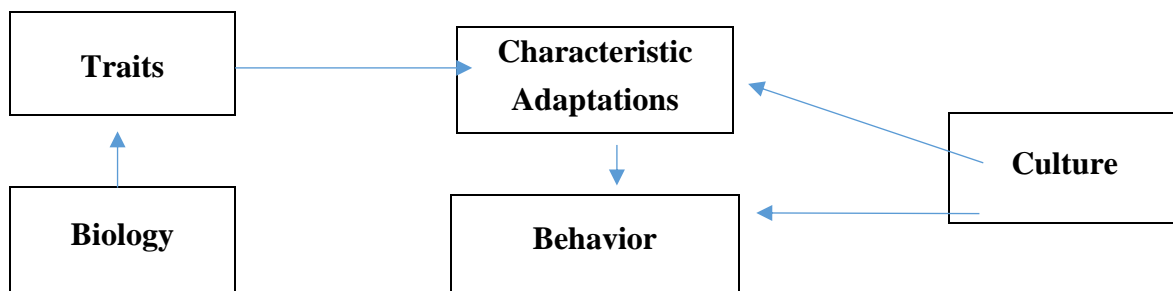 Traits
Characteristic
Adaptations
Culture
Biology
Behavior